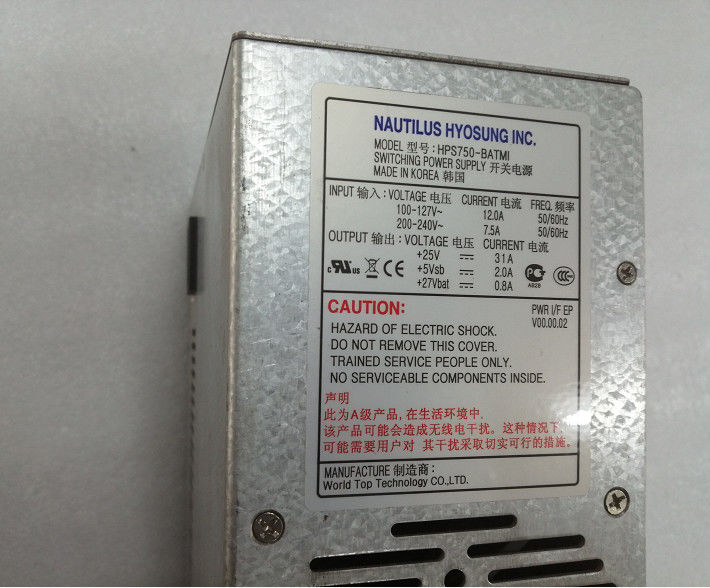 NAUTILUS HYOSUNG INC.
MODEL 型号: HPS750-BATMI
SWITCHING POWER SUPPLY 开关电源
MADE IN KOREA 韩国
INPUT 输入: VOLTAGE 电压 CURRENT 电流 FREQ. 频率
100-127V~ 12.0A 50/60Hz
200-240V~ 7.5A 50/60Hz
OUTPUT 输出: VOLTAGE 电压 CURRENT 电流
+25V 31A
+5Vsb 2.0A
+27Vbat 0.8A
c UR US CE PC AB28 CCC
CAUTION: PWR I/F EP
V00.00.02
HAZARD OF ELECTRIC SHOCK.
DO NOT REMOVE THIS COVER.
TRAINED SERVICE PEOPLE ONLY.
NO SERVICEABLE COMPONENTS INSIDE.
声明
此为A级产品, 在生活环境中,
该产品可能会造成无线电干扰。这种情况下,
可能需要用户对 其干扰采取切实可行的措施。
MANUFACTURE 制造商:
World Top Technology CO.,LTD.